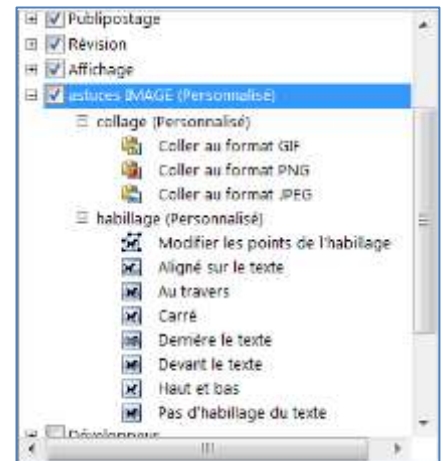 Publipostage
Révision
Affichage
astuces IMAGE (Personnalisé)
collage (Personnalisé)
Coller au format GIF
Coller au format PNG
Coller au format JPEG
habillage (Personnalisé)
Modifier les points de l'habillage
Aligné sur le texte
Au travers
Carré
Derrière le texte
Devant le texte
Haut et bas
Pas d'habillage du texte
Développeur